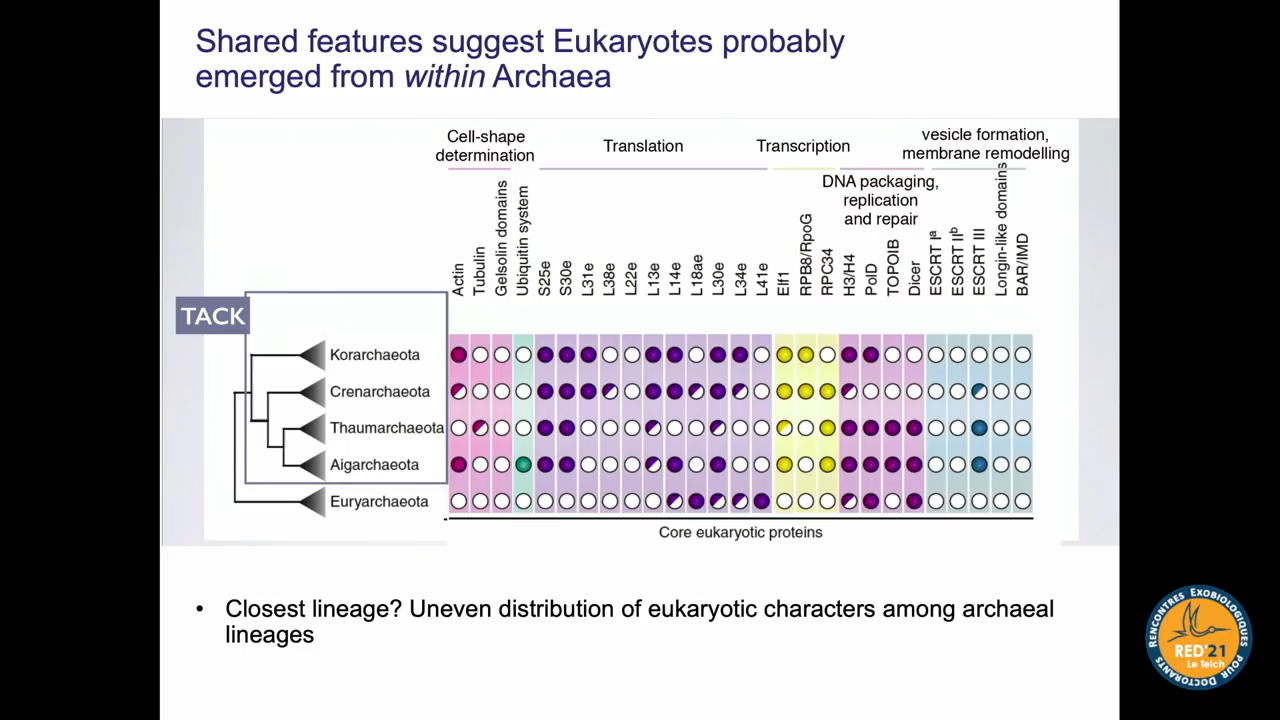 Shared features suggest Eukaryotes probably
emerged from within Archaea
Cell-shape
determination
Translation
Transcription
vesicle formation,
membrane remodelling
DNA packaging,
replication
and repair
Actin
Tubulin
Gelsolin domains
Ubiquitin system
S25e
S30e
L31e
L38e
L22e
L13e
L14e
L18ae
L30e
L34e
L41e
Elf1
RPB8/RpoG
RPC34
H3/H4
PolD
TOPOIB
Dicer
ESCRT Iª
ESCRT IIᵇ
ESCRT III
Longin-like domains
BAR/IMD
TACK
Korarchaeota
Crenarchaeota
Thaumarchaeota
Aigarchaeota
Euryarchaeota
Core eukaryotic proteins
• Closest lineage? Uneven distribution of eukaryotic characters among archaeal
lineages
RENCONTRES EXOBIOLOGIQUES
POUR DOCTORANTS
RED'21
Le Teich